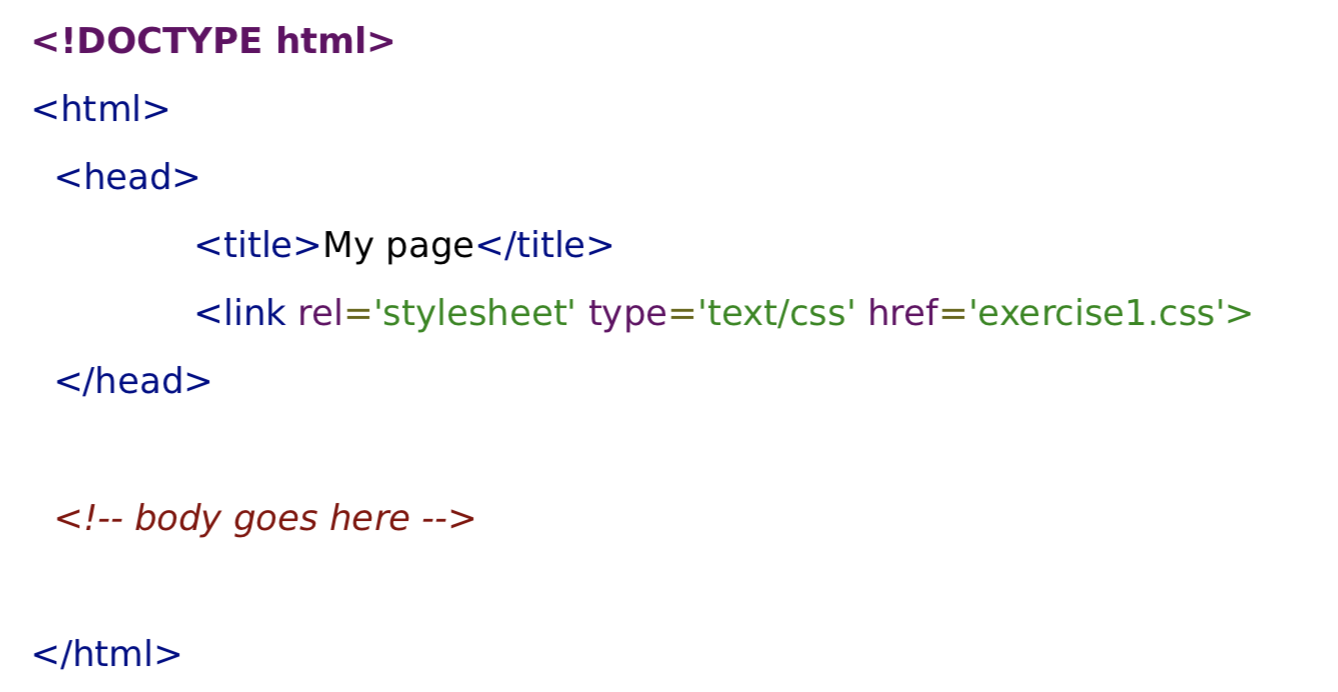 <!DOCTYPE html>
<html>
<head>
<title>My page</title>
<link rel='stylesheet' type='text/css' href='exercise1.css'>
</head>
<!-- body goes here -->
</html>